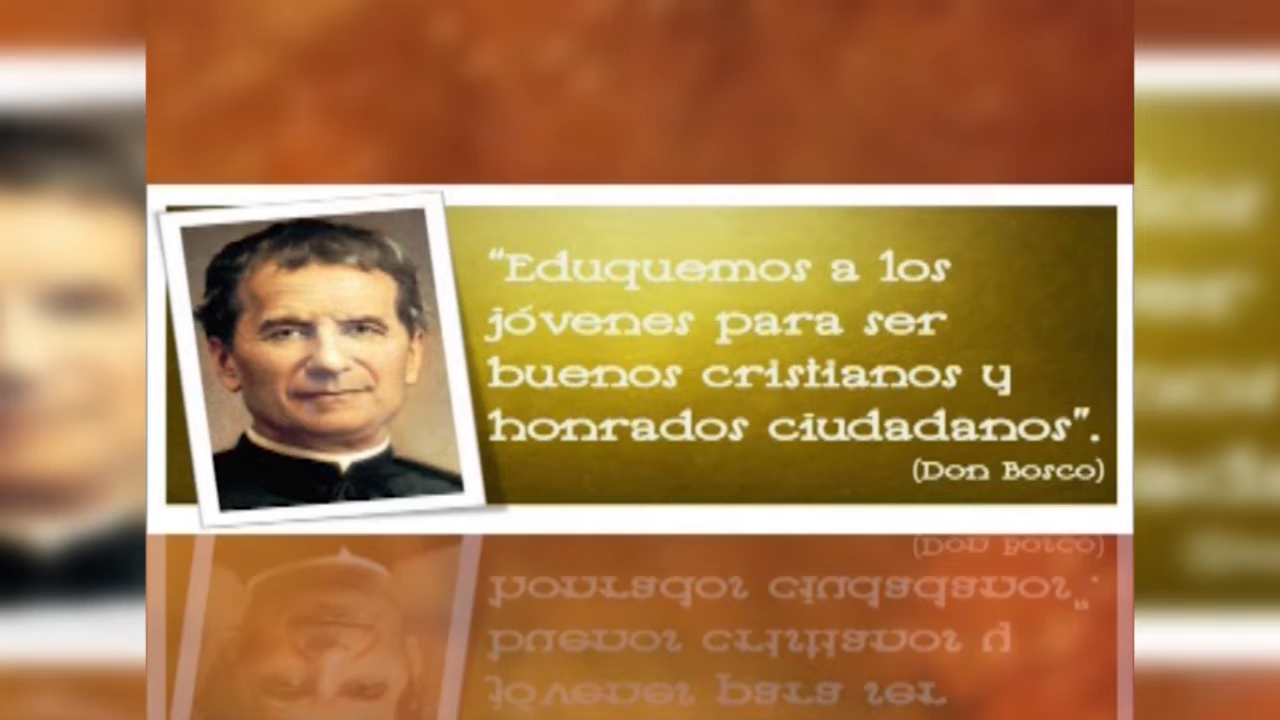 “Eduquemos a los
jóvenes para ser
buenos cristianos y
honrados ciudadanos”.
(Don Bosco)